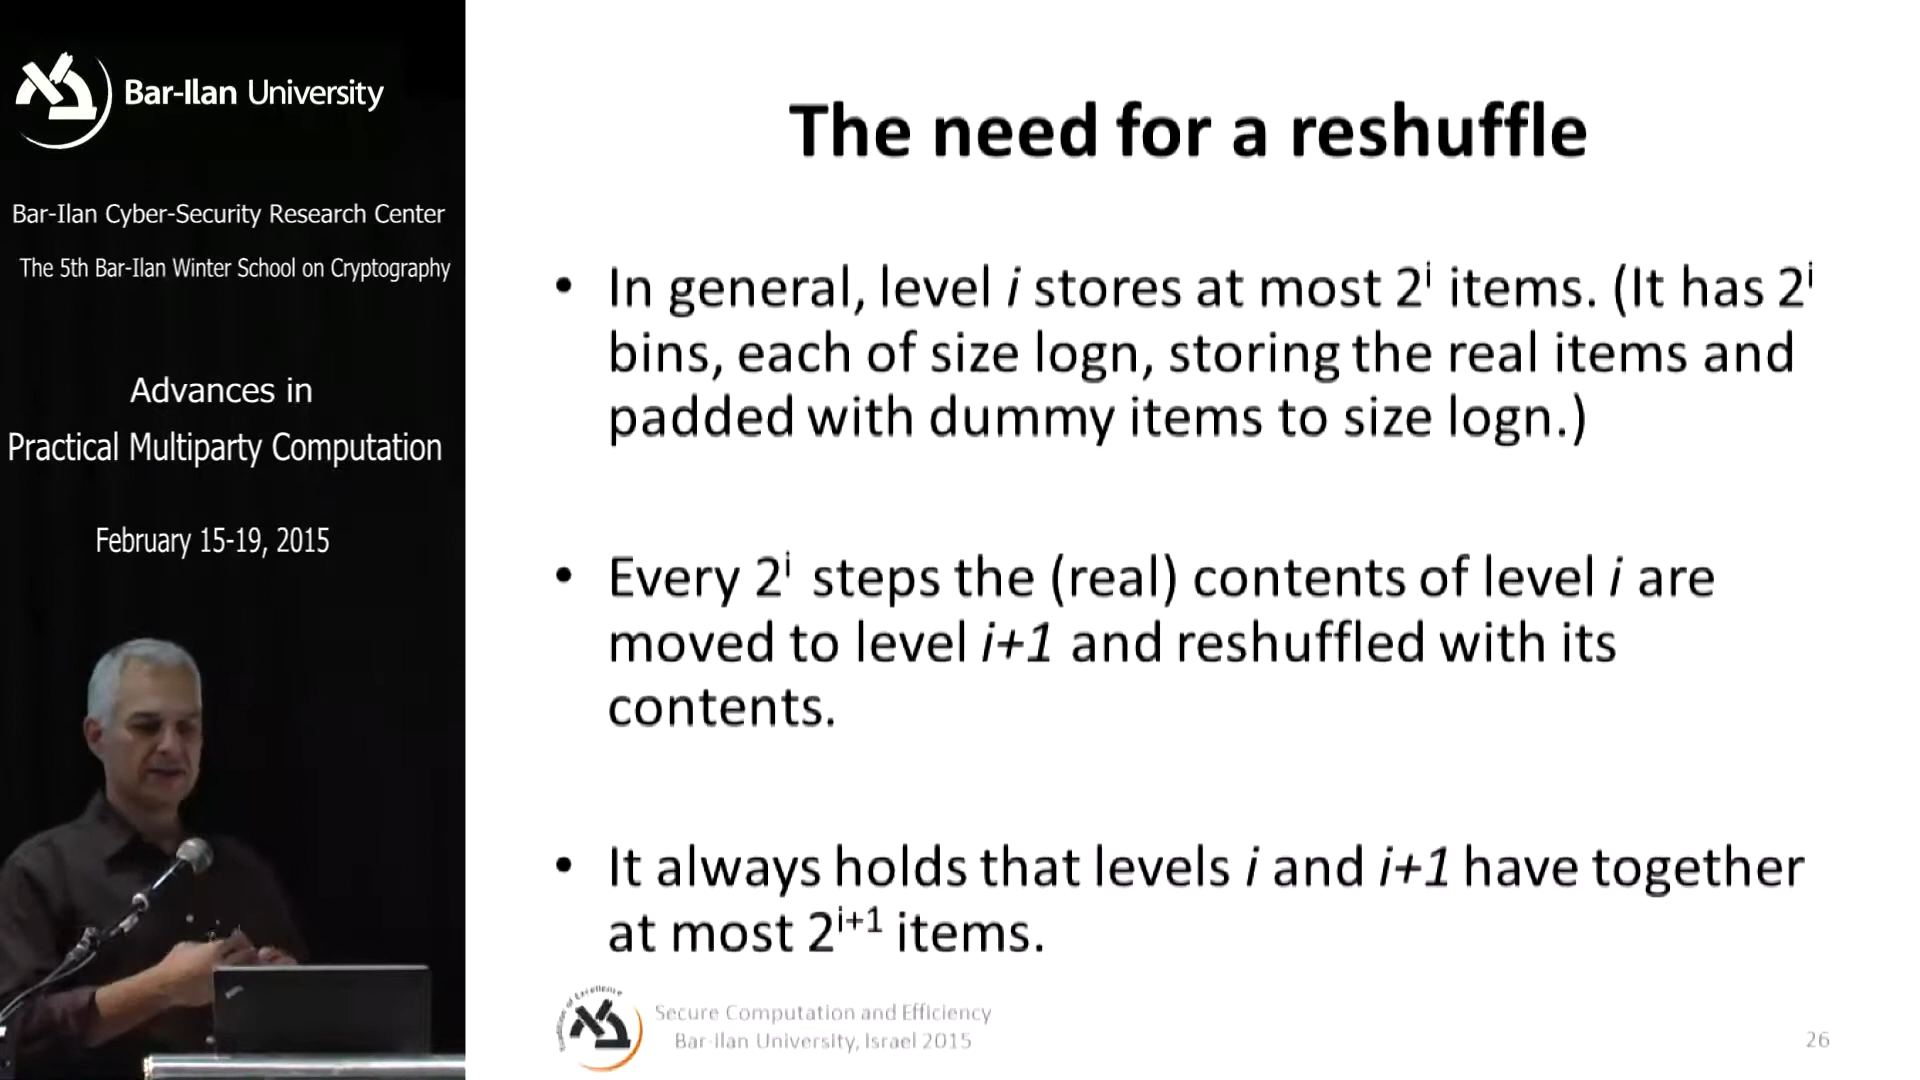 Bar-Ilan University
Bar-Ilan Cyber-Security Research Center
The 5th Bar-Ilan Winter School on Cryptography
Advances in
Practical Multiparty Computation
February 15-19, 2015
The need for a reshuffle
• In general, level i stores at most 2ⁱ items. (It has 2ⁱ
bins, each of size logn, storing the real items and
padded with dummy items to size logn.)
• Every 2ⁱ steps the (real) contents of level i are
moved to level i+1 and reshuffled with its
contents.
• It always holds that levels i and i+1 have together
at most 2ⁱ⁺¹ items.
of Excellence
Secure Computation and Efficiency
Bar-Ilan University, Israel 2015
26